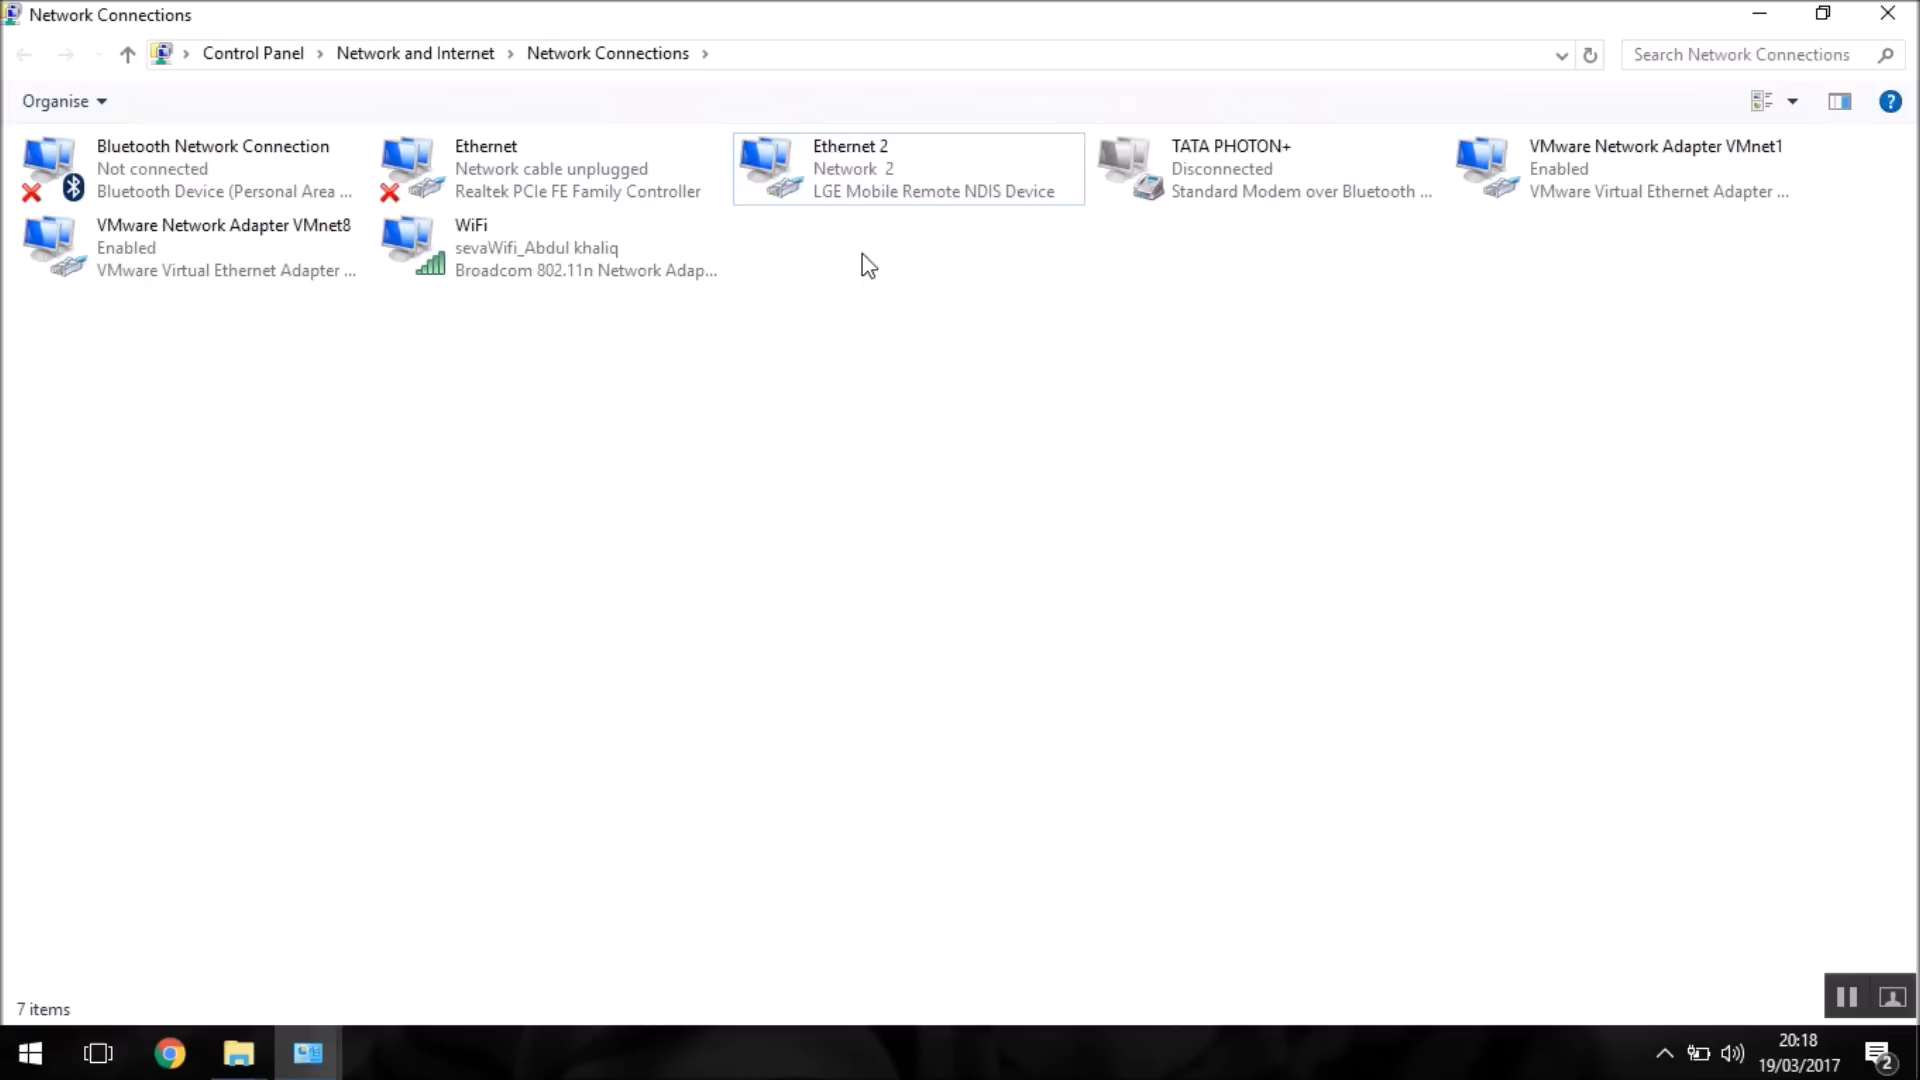 Network Connections
Control Panel
Network and Internet
Network Connections
Search Network Connections
Organise
Bluetooth Network Connection
Not connected
Bluetooth Device (Personal Area ...
Ethernet
Network cable unplugged
Realtek PCIe FE Family Controller
Ethernet 2
Network 2
LGE Mobile Remote NDIS Device
TATA PHOTON+
Disconnected
Standard Modem over Bluetooth ...
VMware Network Adapter VMnet1
Enabled
VMware Virtual Ethernet Adapter ...
VMware Network Adapter VMnet8
Enabled
VMware Virtual Ethernet Adapter ...
WiFi
sevaWifi_Abdul khaliq
Broadcom 802.11n Network Adap...
7 items
20:18
19/03/2017
2